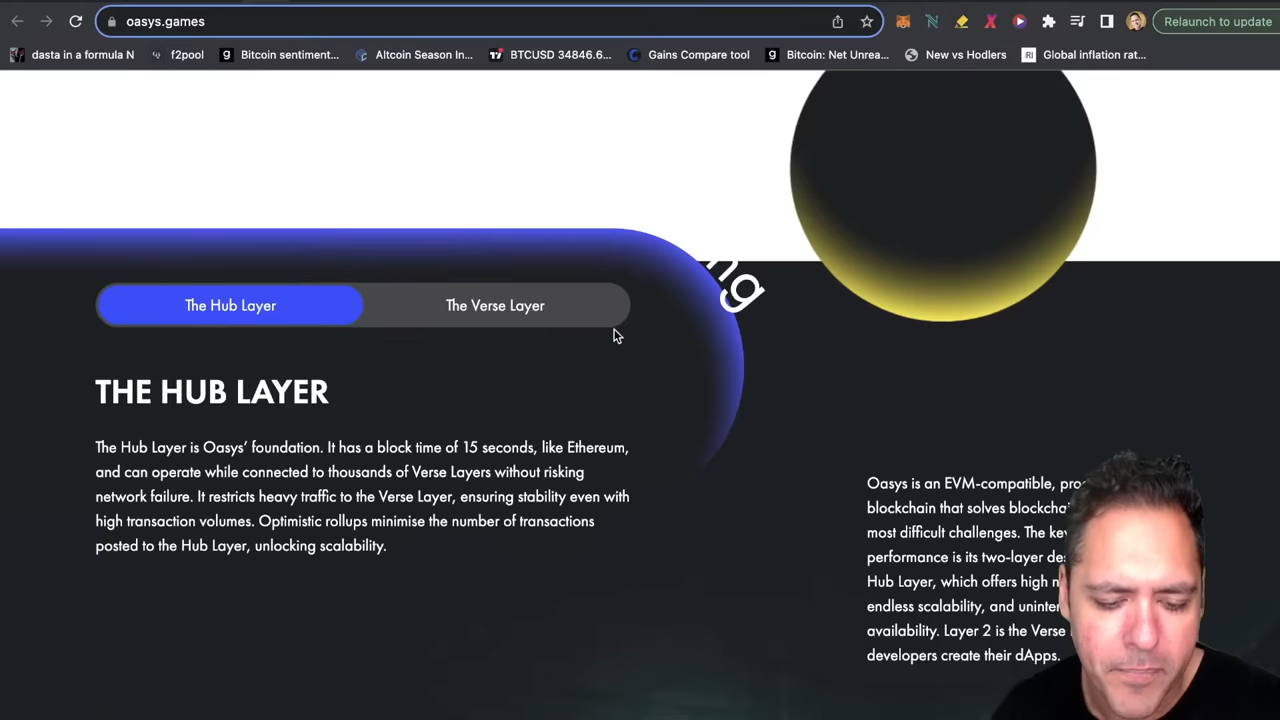 oasys.games
Relaunch to update
dasta in a formula N
f2pool
Bitcoin sentiment...
Altcoin Season In...
BTCUSD 34846.6...
Gains Compare tool
Bitcoin: Net Unrea...
New vs Hodlers
Global inflation rat...
ng
The Hub Layer
The Verse Layer
THE HUB LAYER
The Hub Layer is Oasys’ foundation. It has a block time of 15 seconds, like Ethereum,
and can operate while connected to thousands of Verse Layers without risking
network failure. It restricts heavy traffic to the Verse Layer, ensuring stability even with
high transaction volumes. Optimistic rollups minimise the number of transactions
posted to the Hub Layer, unlocking scalability.
Oasys is an EVM-compatible,
blockchain that solves
most difficult challenges. The
performance is its two-layer
Hub Layer, which offers high
endless scalability, and
availability. Layer 2 is the Verse
developers create their dApps.